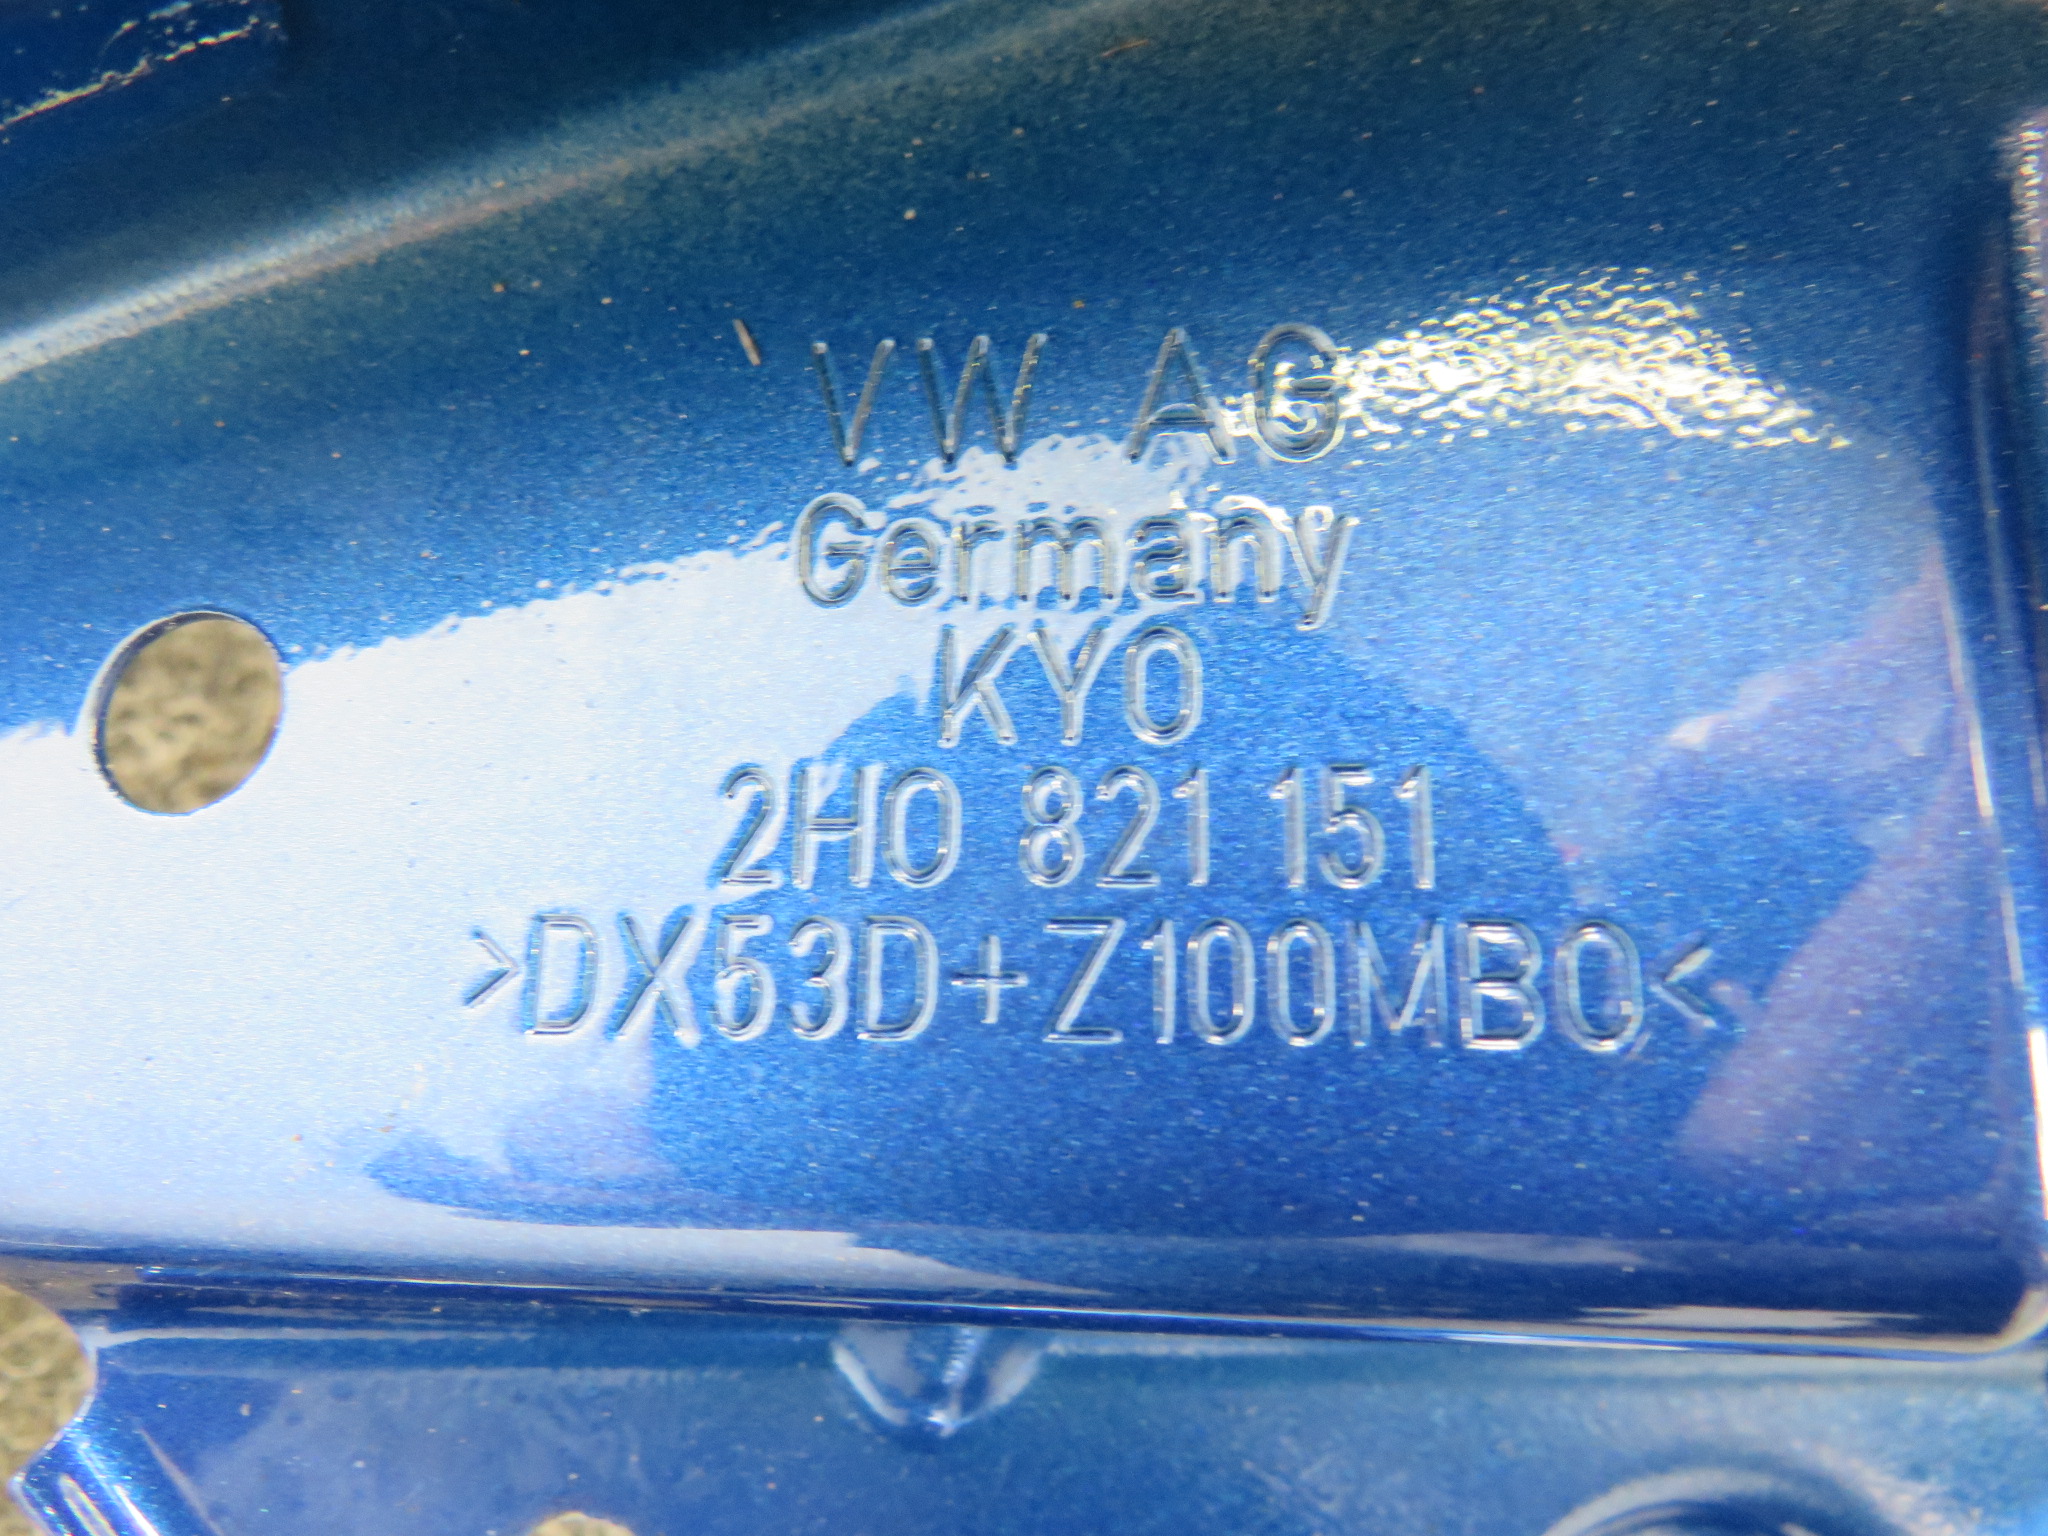 VW AG
Germany
KYO
2H0 821 151
>DX53D+Z100MBO<